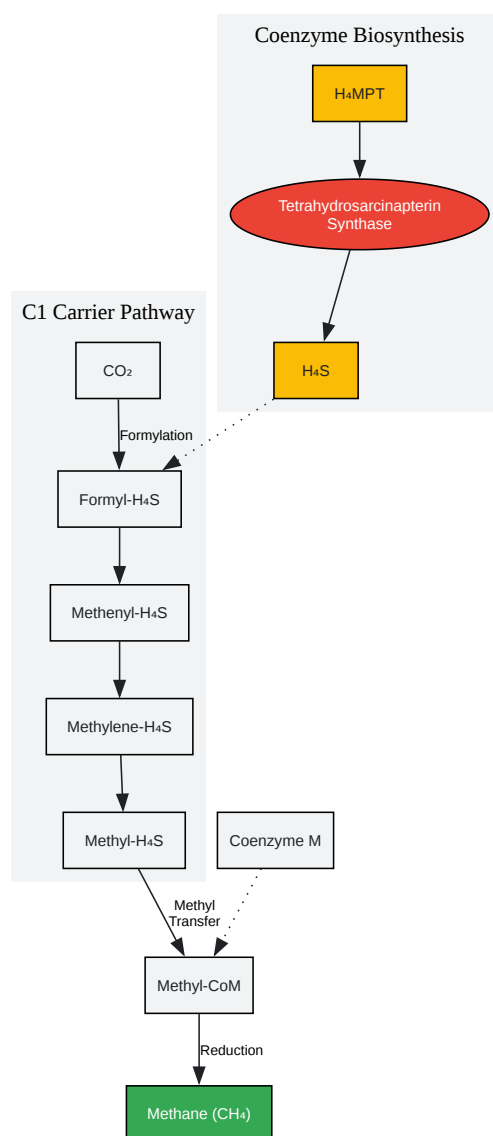 Coenzyme Biosynthesis
H₄MPT
Tetrahydrosarcinapterin
Synthase
H₄S
C1 Carrier Pathway
CO₂
Formylation
Formyl-H₄S
Methenyl-H₄S
Methylene-H₄S
Methyl-H₄S
Coenzyme M
Methyl
Transfer
Methyl-CoM
Reduction
Methane (CH₄)